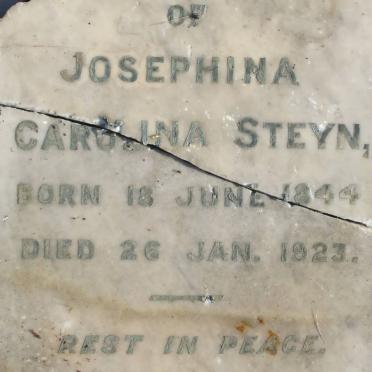 OF
JOSEPHINA
CAROLINA STEYN,
BORN 18 JUNE 1844
DIED 26 JAN. 1923.
REST IN PEACE.